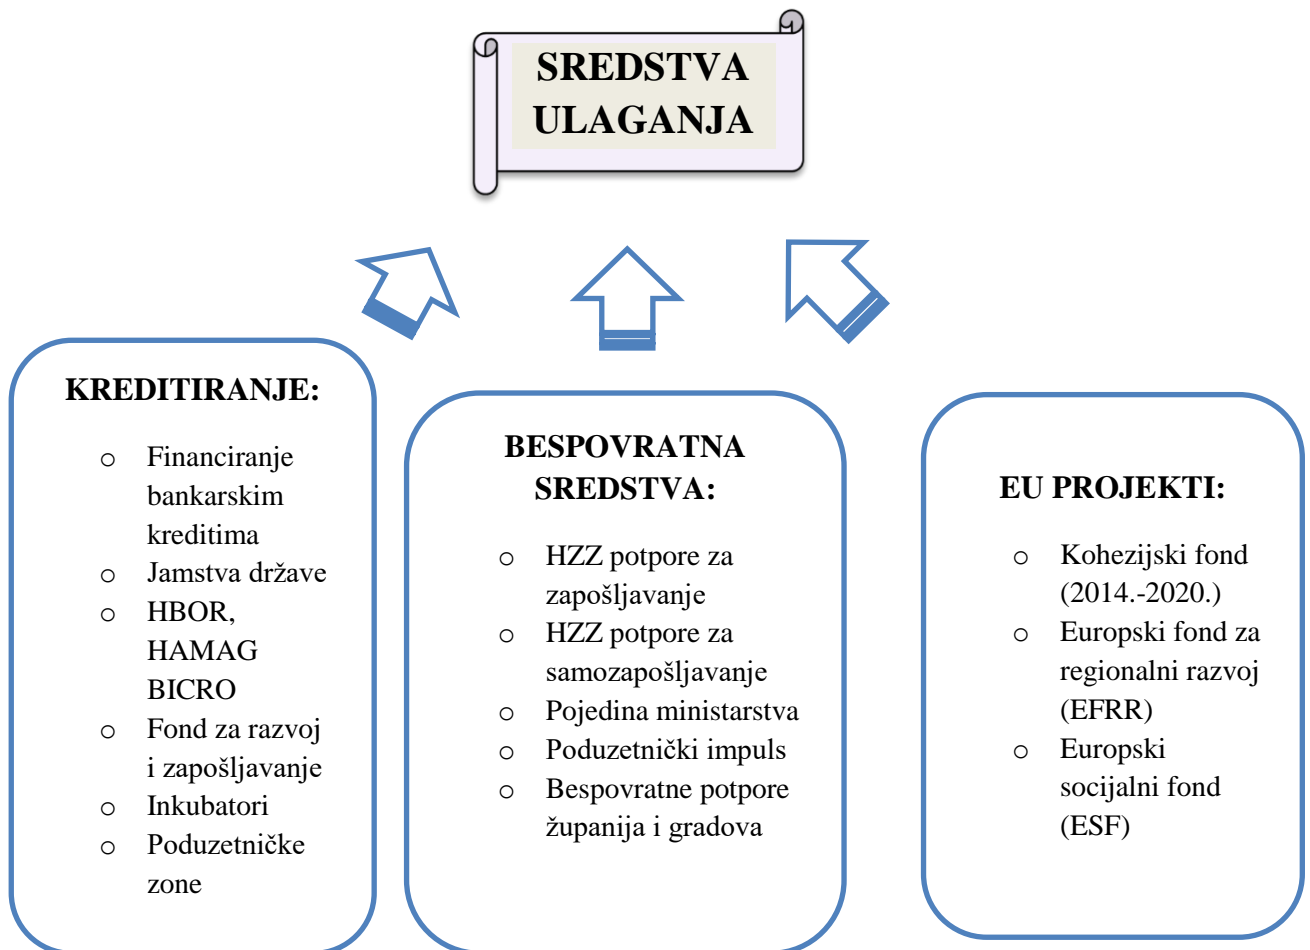 SREDSTVA
ULAGANJA
KREDITIRANJE:
o Financiranje
bankarskim
kreditima
o Jamstva države
o HBOR,
HAMAG
BICRO
o Fond za razvoj
i zapošljavanje
o Inkubatori
o Poduzetničke
zone
BESPOVRATNA
SREDSTVA:
o HZZ potpore za
zapošljavanje
o HZZ potpore za
samozapošljavanje
o Pojedina ministarstva
o Poduzetnički impuls
o Bespovratne potpore
županija i gradova
EU PROJEKTI:
o Kohezijski fond
(2014.-2020.)
o Europski fond za
regionalni razvoj
(EFRR)
o Europski
socijalni fond
(ESF)